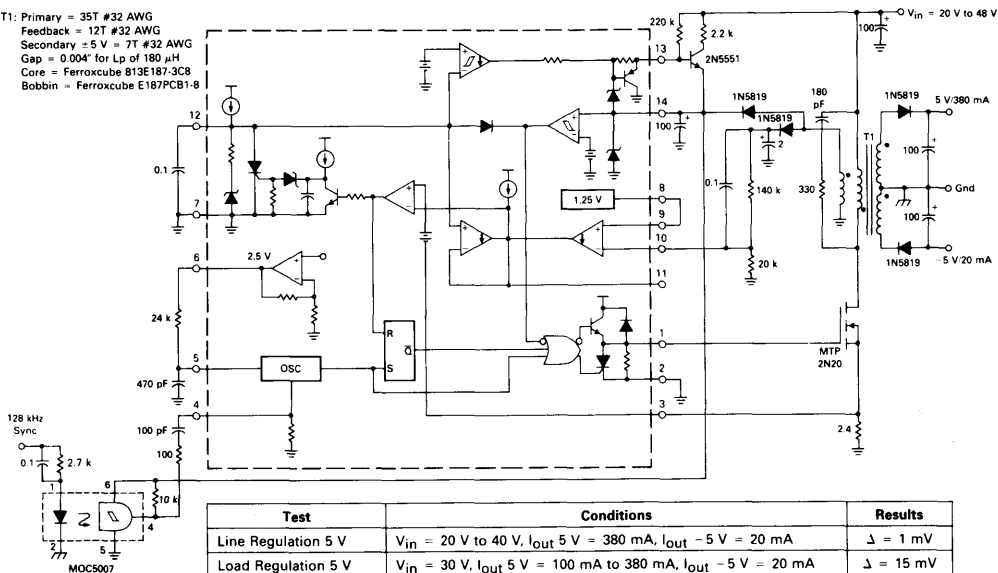 T1: Primary = 35T #32 AWG
Feedback = 12T #32 AWG
Secondary ±5 V = 7T #32 AWG
Gap = 0.004" for Lp of 180 μH
Core = Ferroxcube 813E187-3C8
Bobbin = Ferroxcube E187PCB1-8
220 k
2.2 k
2N5551
100
Vin = 20 V to 48 V
13
14
12
7
0.1
100
1N5819
1N5819
2
180 pF
T1
1N5819
5 V/380 mA
100
Gnd
100
1N5819
-5 V/20 mA
0.1
140 k
330
20 k
1.25 V
8
9
10
11
6
2.5 V
24 k
5
OSC
470 pF
4
R
Q
S
1
2
3
MTP
2N20
2.4
128 kHz
Sync
0.1
2.7 k
100 pF
100
10 k
1
2
6
4
5
MOC5007
Test Conditions Results
Line Regulation 5 V Vin = 20 V to 40 V, Iout 5 V = 380 mA, Iout −5 V = 20 mA Δ = 1 mV
Load Regulation 5 V Vin = 30 V, Iout 5 V = 100 mA to 380 mA, Iout −5 V = 20 mA Δ = 15 mV